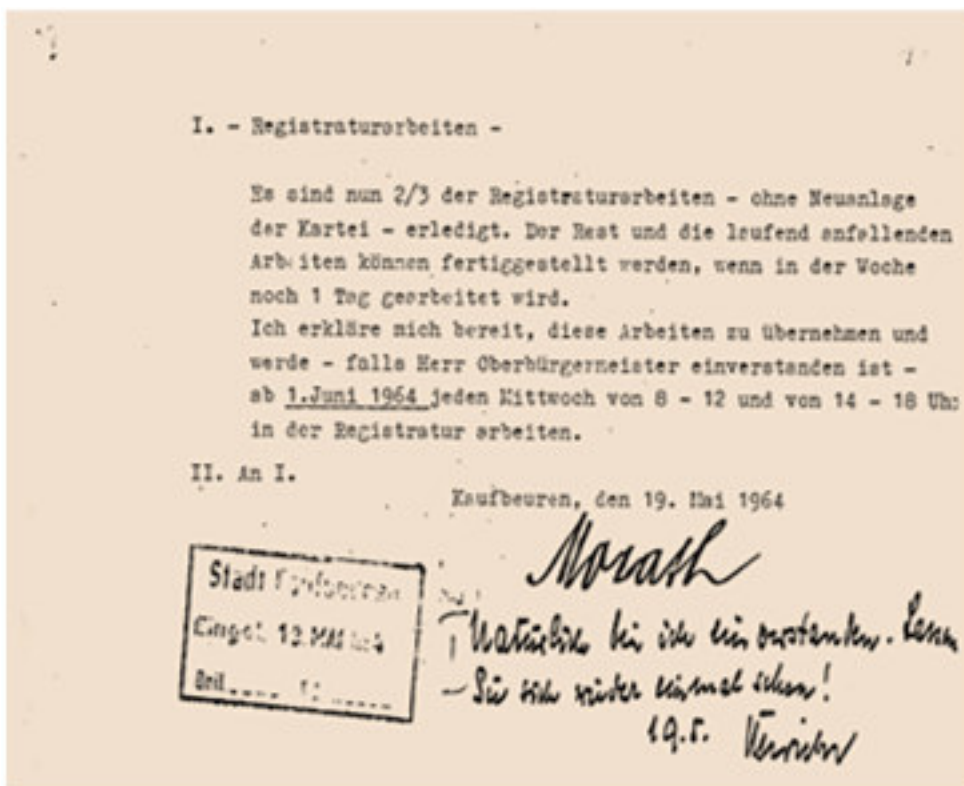 I. - Registraturarbeiten -
Es sind nun 2/3 der Registraturarbeiten - ohne Neuanlage
der Kartei - erledigt. Der Rest und die laufend anfallenden
Arbeiten können fertiggestellt werden, wenn in der Woche
noch 1 Tag gearbeitet wird.
Ich erkläre mich bereit, diese Arbeiten zu übernehmen und
werde - falls Herr Oberbürgermeister einverstanden ist -
ab 1.Juni 1964 jeden Mittwoch von 8 - 12 und von 14 - 18 Uhr
in der Registratur arbeiten.
II. An I.
Kaufbeuren, den 19. Mai 1964
Morath
Stadt Kaufbeuren
Eingel. 19. MAI
Beil.
Natürlich bin ich einverstanden. Lassen
Sie sich wieder einmal sehen!
19.5.